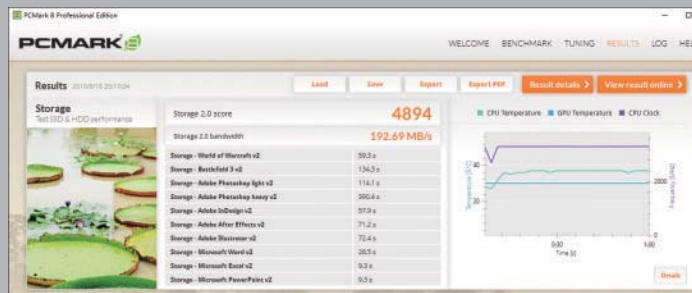 PCMark 8 Professional Edition
PCMARK 8
WELCOME BENCHMARK TUNING RESULTS LOG HEL
Results
Load Save Export Export PDF Result details View result online
Storage
Test SSD & HDD performance
Storage 2.0 score 4894
Storage 2.0 bandwidth 192.69 MB/s
Storage - World of Warcraft v2 59.3 s
Storage - Battlefield 3 v2 134.5 s
Storage - Adobe Photoshop light v2 114.1 s
Storage - Adobe Photoshop heavy v2
Storage - Adobe InDesign v2 57.9 s
Storage - Adobe After Effects v2 71.2 s
Storage - Adobe Illustrator v2 72.4 s
Storage - Microsoft Word v2 28.5 s
Storage - Microsoft Excel v2 9.3 s
Storage - Microsoft PowerPoint v2 9.3 s
CPU Temperature GPU Temperature CPU Clock
Temperature [°C]
40
20
2000
0
0:30
1:00
Time [s]
Details